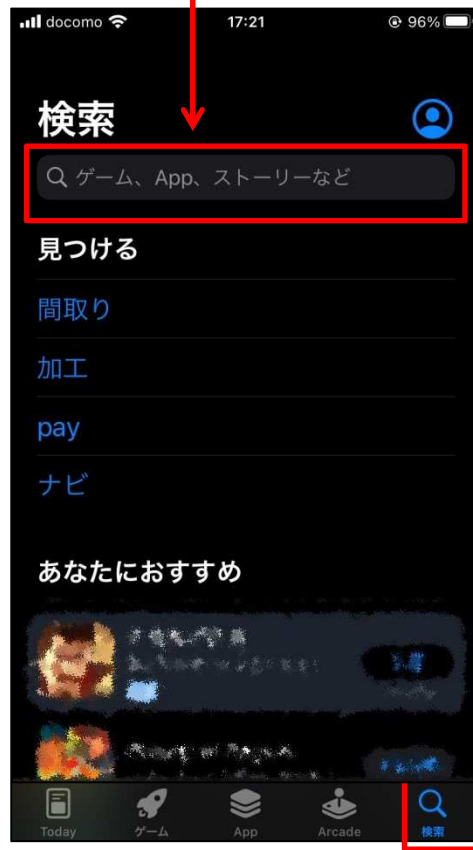 docomo 17:21 96%
検索
ゲーム、App、ストーリーなど
見つける
間取り
加工
pay
ナビ
あなたにおすすめ
Today ゲーム App Arcade 検索